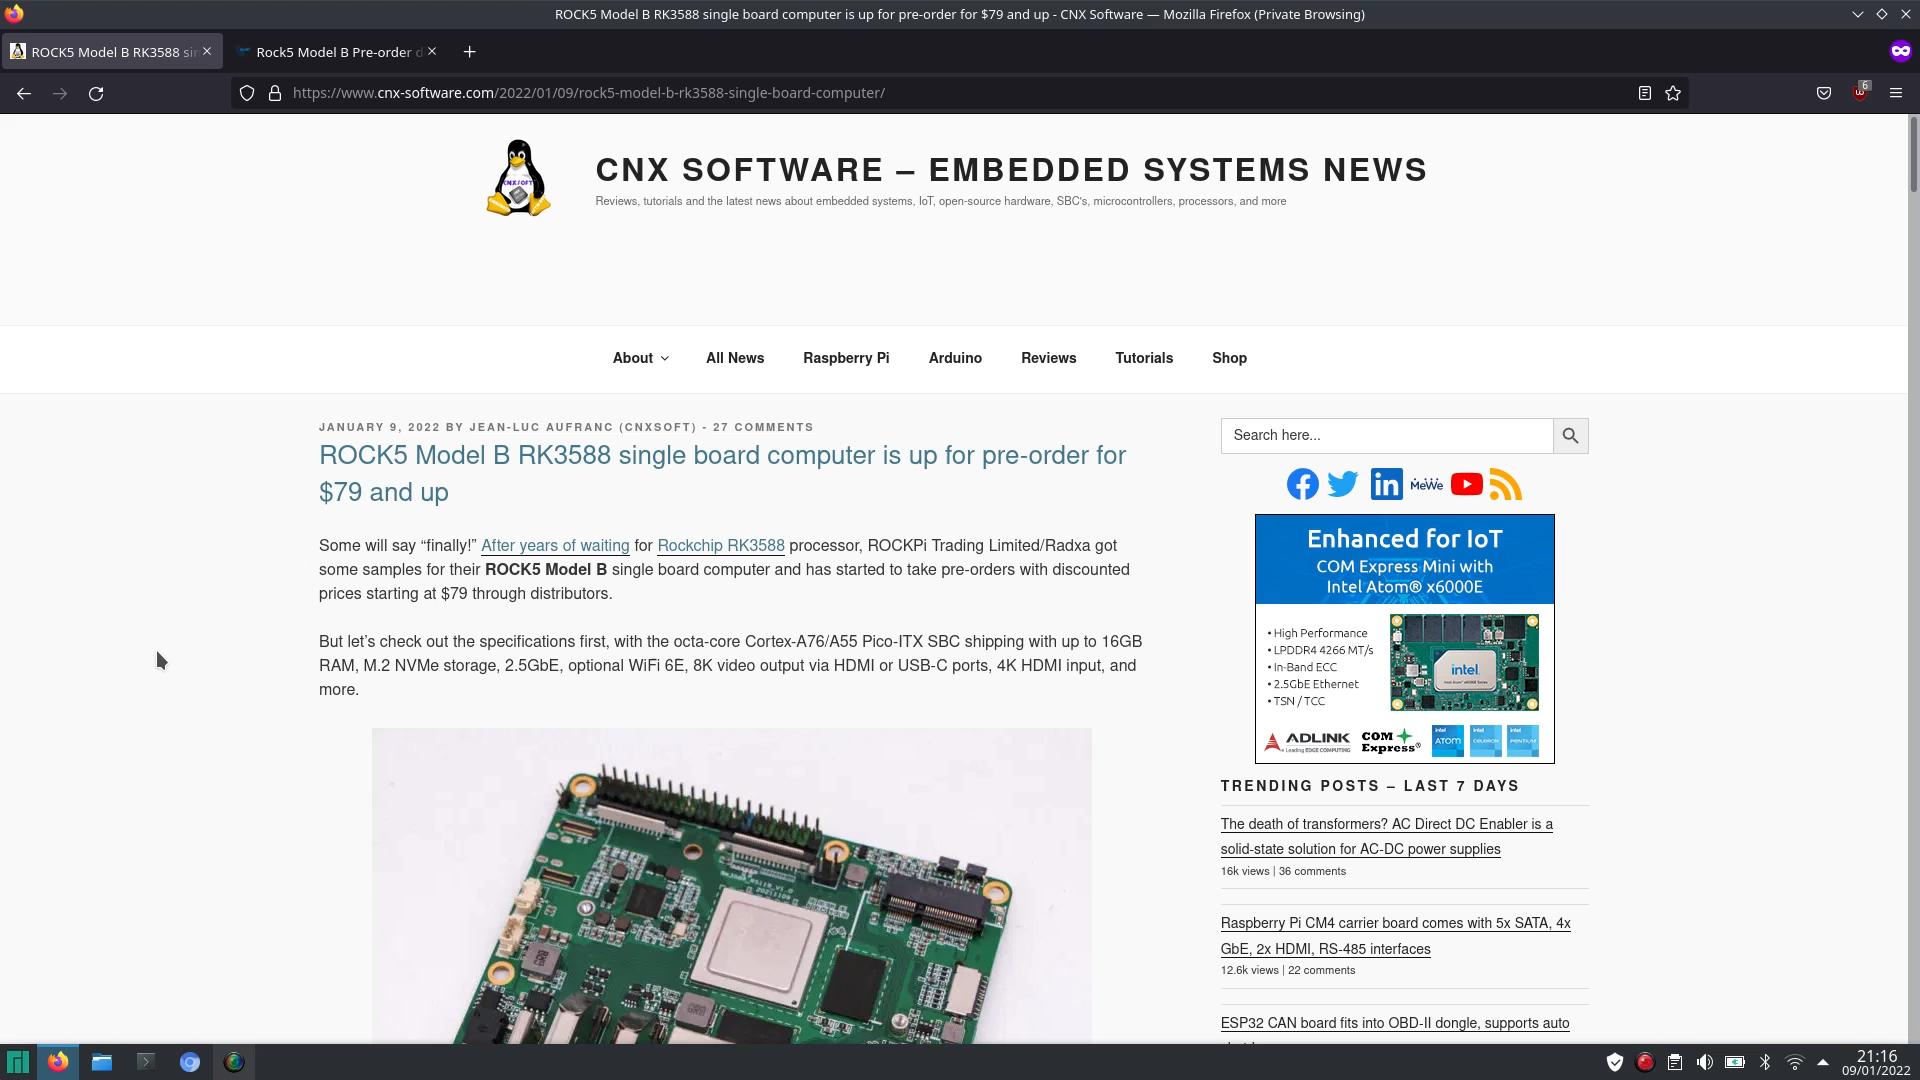 ROCK5 Model B RK3588 single board computer is up for pre-order for $79 and up - CNX Software — Mozilla Firefox (Private Browsing)
ROCK5 Model B RK3588 sin
Rock5 Model B Pre-order d
https://www.cnx-software.com/2022/01/09/rock5-model-b-rk3588-single-board-computer/
6
CNX SOFTWARE – EMBEDDED SYSTEMS NEWS
Reviews, tutorials and the latest news about embedded systems, IoT, open-source hardware, SBC's, microcontrollers, processors, and more
About
All News
Raspberry Pi
Arduino
Reviews
Tutorials
Shop
JANUARY 9, 2022 BY JEAN-LUC AUFRANC (CNXSOFT) - 27 COMMENTS
ROCK5 Model B RK3588 single board computer is up for pre-order for
$79 and up
Some will say “finally!” After years of waiting for Rockchip RK3588 processor, ROCKPi Trading Limited/Radxa got
some samples for their ROCK5 Model B single board computer and has started to take pre-orders with discounted
prices starting at $79 through distributors.
But let’s check out the specifications first, with the octa-core Cortex-A76/A55 Pico-ITX SBC shipping with up to 16GB
RAM, M.2 NVMe storage, 2.5GbE, optional WiFi 6E, 8K video output via HDMI or USB-C ports, 4K HDMI input, and
more.
Search here...
MeWe
Enhanced for IoT
COM Express Mini with
Intel Atom® x6000E
• High Performance
• LPDDR4 4266 MT/s
• In-Band ECC
• 2.5GbE Ethernet
• TSN / TCC
intel.
ADLINK
Leading EDGE COMPUTING
COM Express®
intel ATOM
intel CELERON
intel PENTIUM
TRENDING POSTS – LAST 7 DAYS
The death of transformers? AC Direct DC Enabler is a
solid-state solution for AC-DC power supplies
16k views | 36 comments
Raspberry Pi CM4 carrier board comes with 5x SATA, 4x
GbE, 2x HDMI, RS-485 interfaces
12.6k views | 22 comments
ESP32 CAN board fits into OBD-II dongle, supports auto
21:16
09/01/2022